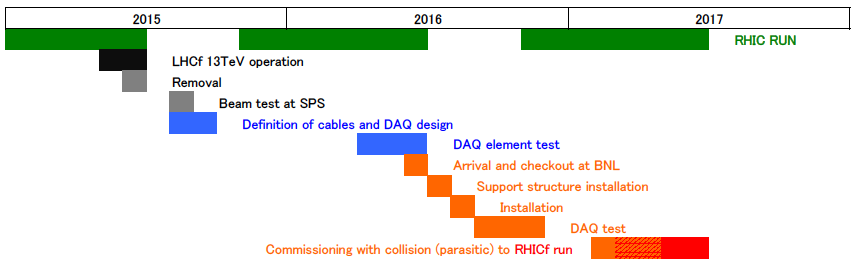 2015 2016 2017
RHIC RUN
LHCf 13TeV operation
Removal
Beam test at SPS
Definition of cables and DAQ design
DAQ element test
Arrival and checkout at BNL
Support structure installation
Installation
DAQ test
Commissioning with collision (parasitic) to RHICf run